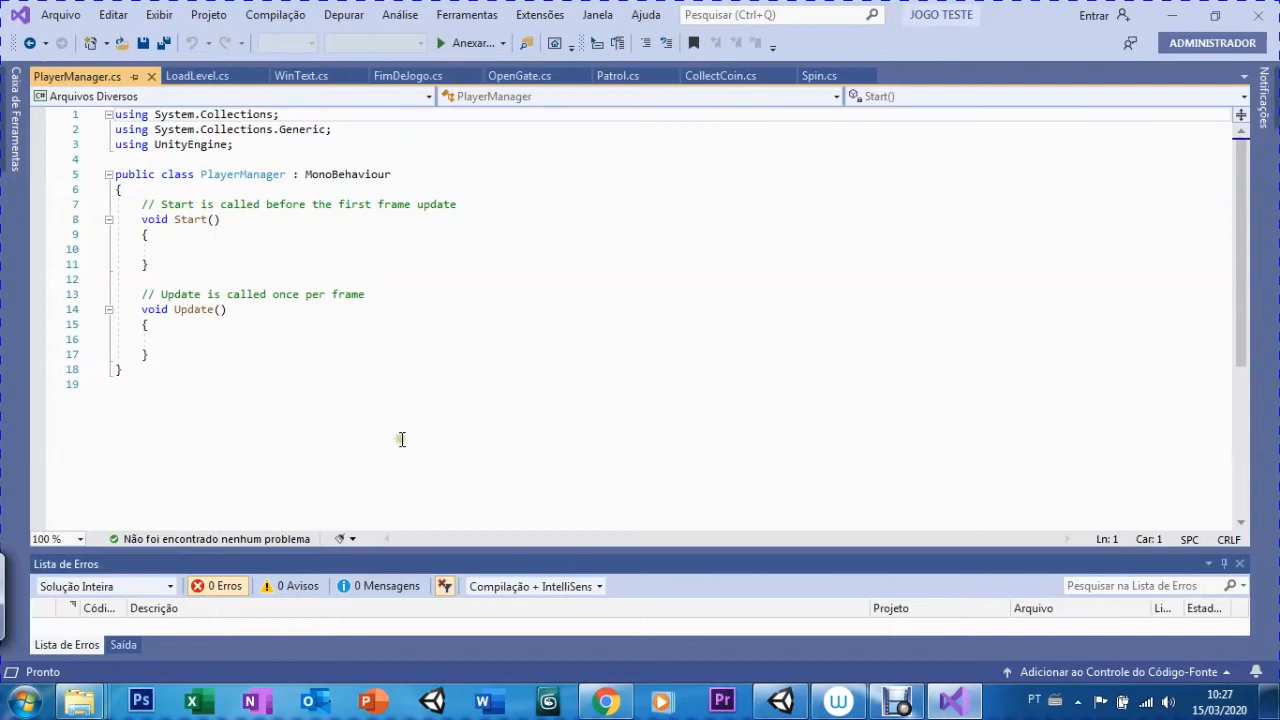 Arquivo Editar Exibir Projeto Compilação Depurar Análise Ferramentas Extensões Janela Ajuda Pesquisar (Ctrl+Q) JOGO TESTE Entrar
Anexar... ADMINISTRADOR
PlayerManager.cs LoadLevel.cs WinText.cs FimDeJogo.cs OpenGate.cs Patrol.cs CollectCoin.cs Spin.cs
Caixa de Ferramentas
Notificações
C# Arquivos Diversos PlayerManager Start()
1 using System.Collections;
2 using System.Collections.Generic;
3 using UnityEngine;
4
5 public class PlayerManager : MonoBehaviour
6 {
7 // Start is called before the first frame update
8 void Start()
9 {
10
11 }
12
13 // Update is called once per frame
14 void Update()
15 {
16
17 }
18 }
19
100 % Não foi encontrado nenhum problema Ln: 1 Car: 1 SPC CRLF
Lista de Erros
Solução Inteira 0 Erros 0 Avisos 0 Mensagens Compilação + IntelliSens Pesquisar na Lista de Erros
Códi... Descrição Projeto Arquivo Li... Estad...
Lista de Erros Saída
Pronto Adicionar ao Controle do Código-Fonte
Ps Pr PT 10:27
15/03/2020